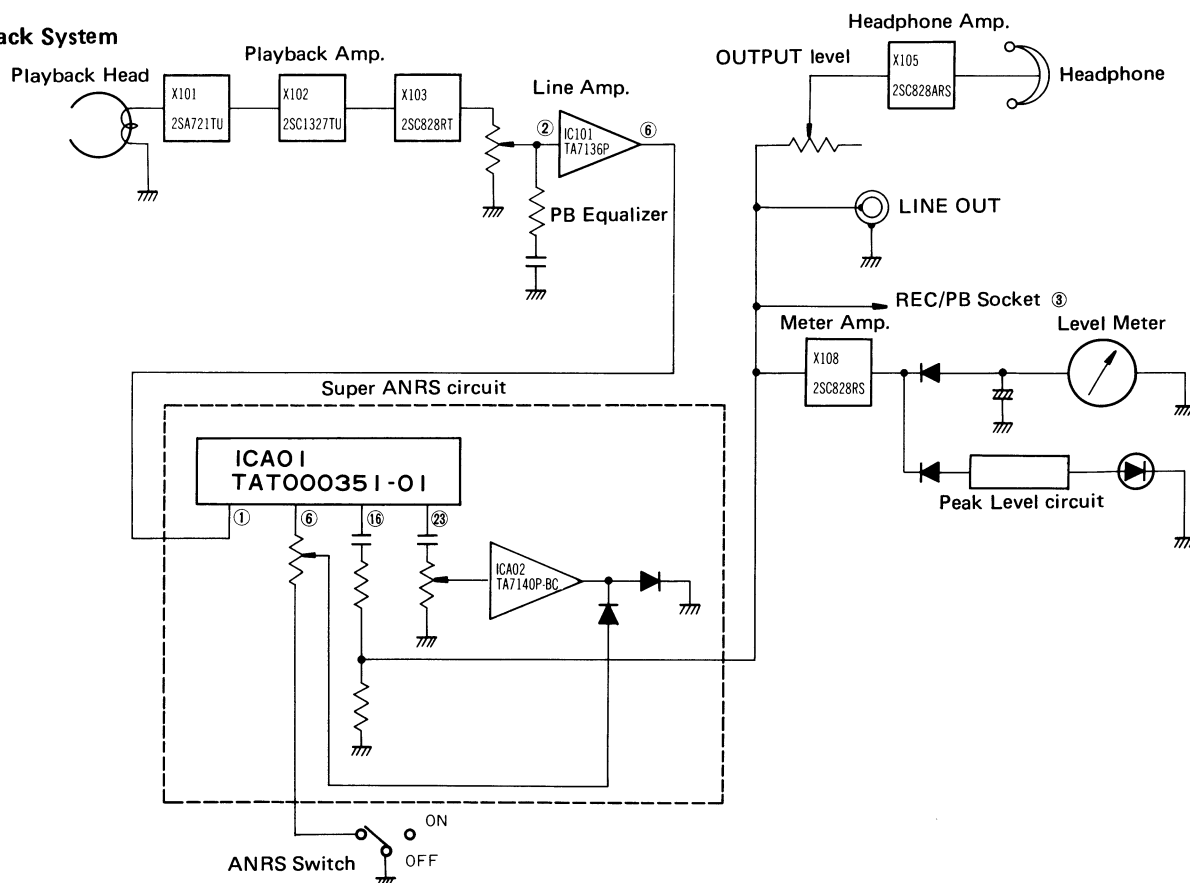 ack System
Playback Head
Playback Amp.
X101
2SA721TU
X102
2SC1327TU
X103
2SC828RT
Line Amp.
②
IC101
TA7136P
⑥
PB Equalizer
Headphone Amp.
OUTPUT level
X105
2SC828ARS
Headphone
LINE OUT
REC/PB Socket ③
Meter Amp.
Level Meter
X108
2SC828RS
Peak Level circuit
Super ANRS circuit
ICA01
TAT000351-01
①
⑥
⑯
㉓
ICA02
TA7140P-BC
ON
OFF
ANRS Switch